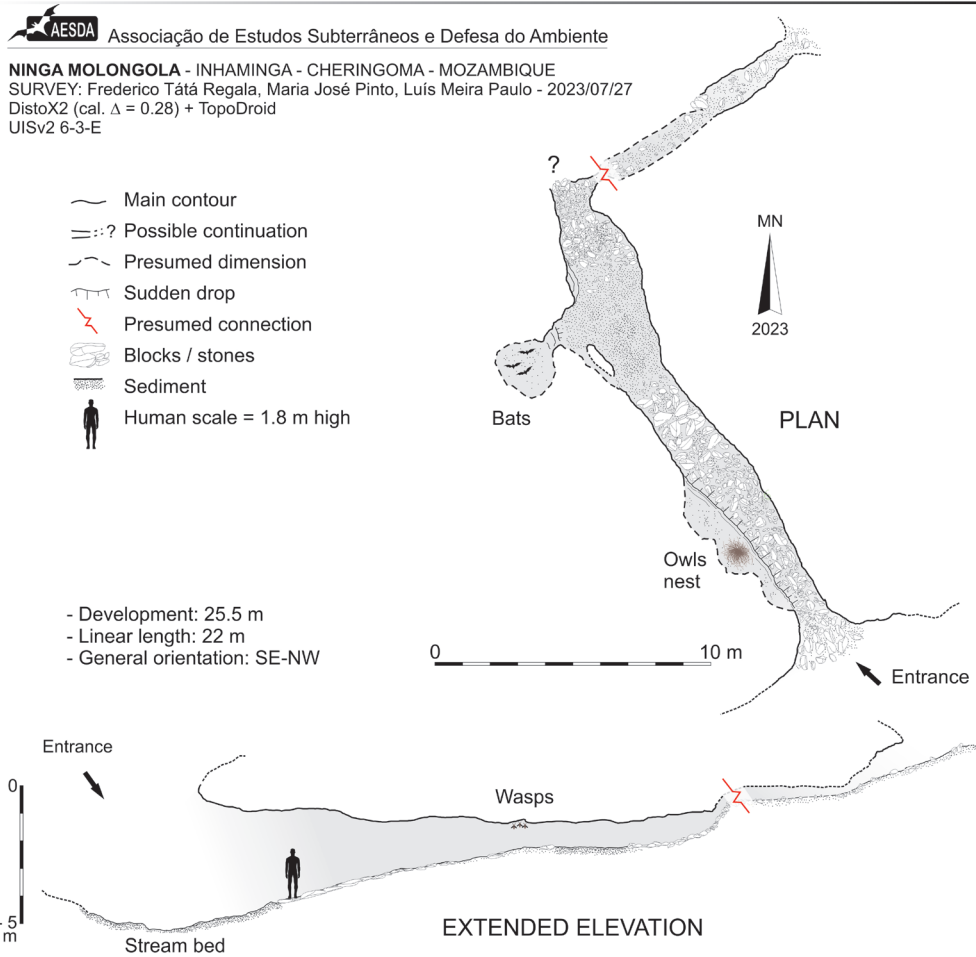 AESDA
Associação de Estudos Subterrâneos e Defesa do Ambiente
NINGA MOLONGOLA - INHAMINGA - CHERINGOMA - MOZAMBIQUE
SURVEY: Frederico Tátá Regala, Maria José Pinto, Luís Meira Paulo - 2023/07/27
DistoX2 (cal. Δ = 0.28) + TopoDroid
UISv2 6-3-E
Main contour
? Possible continuation
Presumed dimension
Sudden drop
Presumed connection
Blocks / stones
Sediment
Human scale = 1.8 m high
?
MN
2023
Bats
PLAN
Owls
nest
- Development: 25.5 m
- Linear length: 22 m
- General orientation: SE-NW
0 10 m
Entrance
Entrance
0
Wasps
- 5
m
Stream bed
EXTENDED ELEVATION